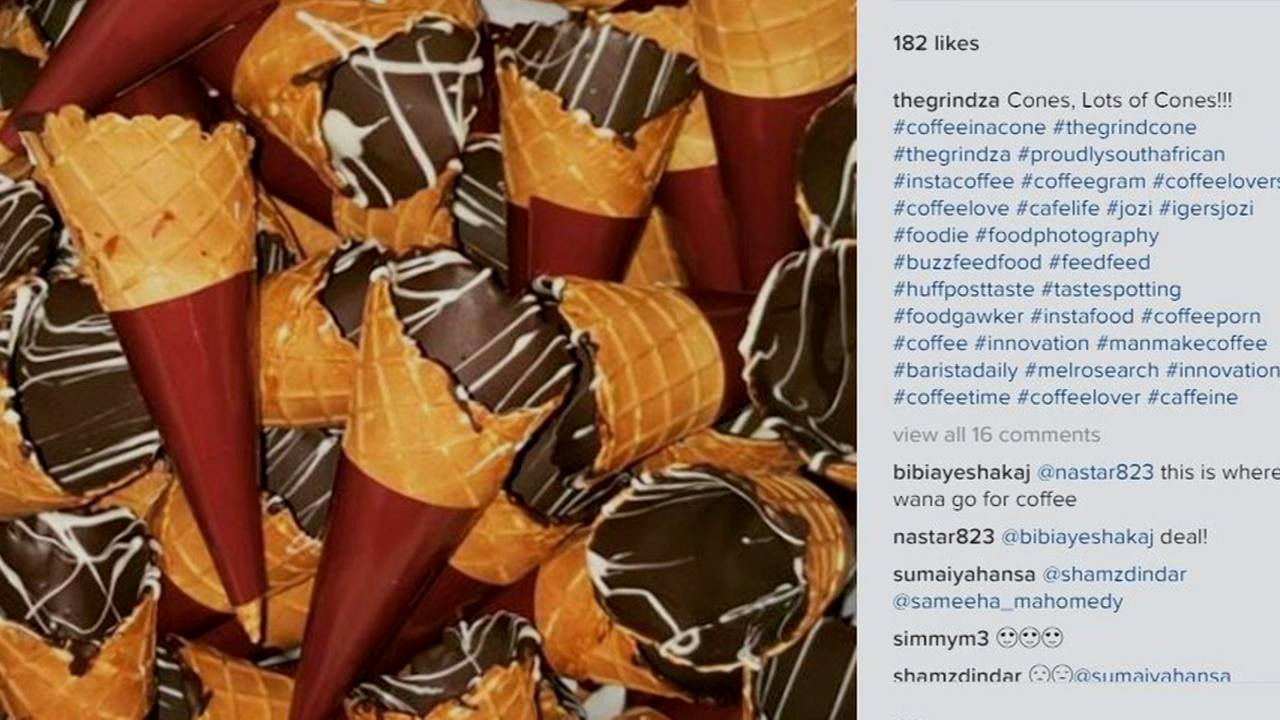 182 likes
thegrindza Cones, Lots of Cones!!!
#coffeeinacone #thegrindcone
#thegrindza #proudlysouthafrican
#instacoffee #coffeegram #coffeelovers
#coffeelove #cafelife #jozi #igersjozi
#foodie #foodphotography
#buzzfeedfood #feedfeed
#huffposttaste #tastespotting
#foodgawker #instafood #coffeeporn
#coffee #innovation #manmakecoffee
#baristadaily #melrosearch #innovation
#coffeetime #coffeelover #caffeine
view all 16 comments
bibiayeshakaj @nastar823 this is where
wana go for coffee
nastar823 @bibiayeshakaj deal!
sumaiyahansa @shamzdindar
@sameeha_mahomedy
simmym3
shamzdindar @sumaiyahansa